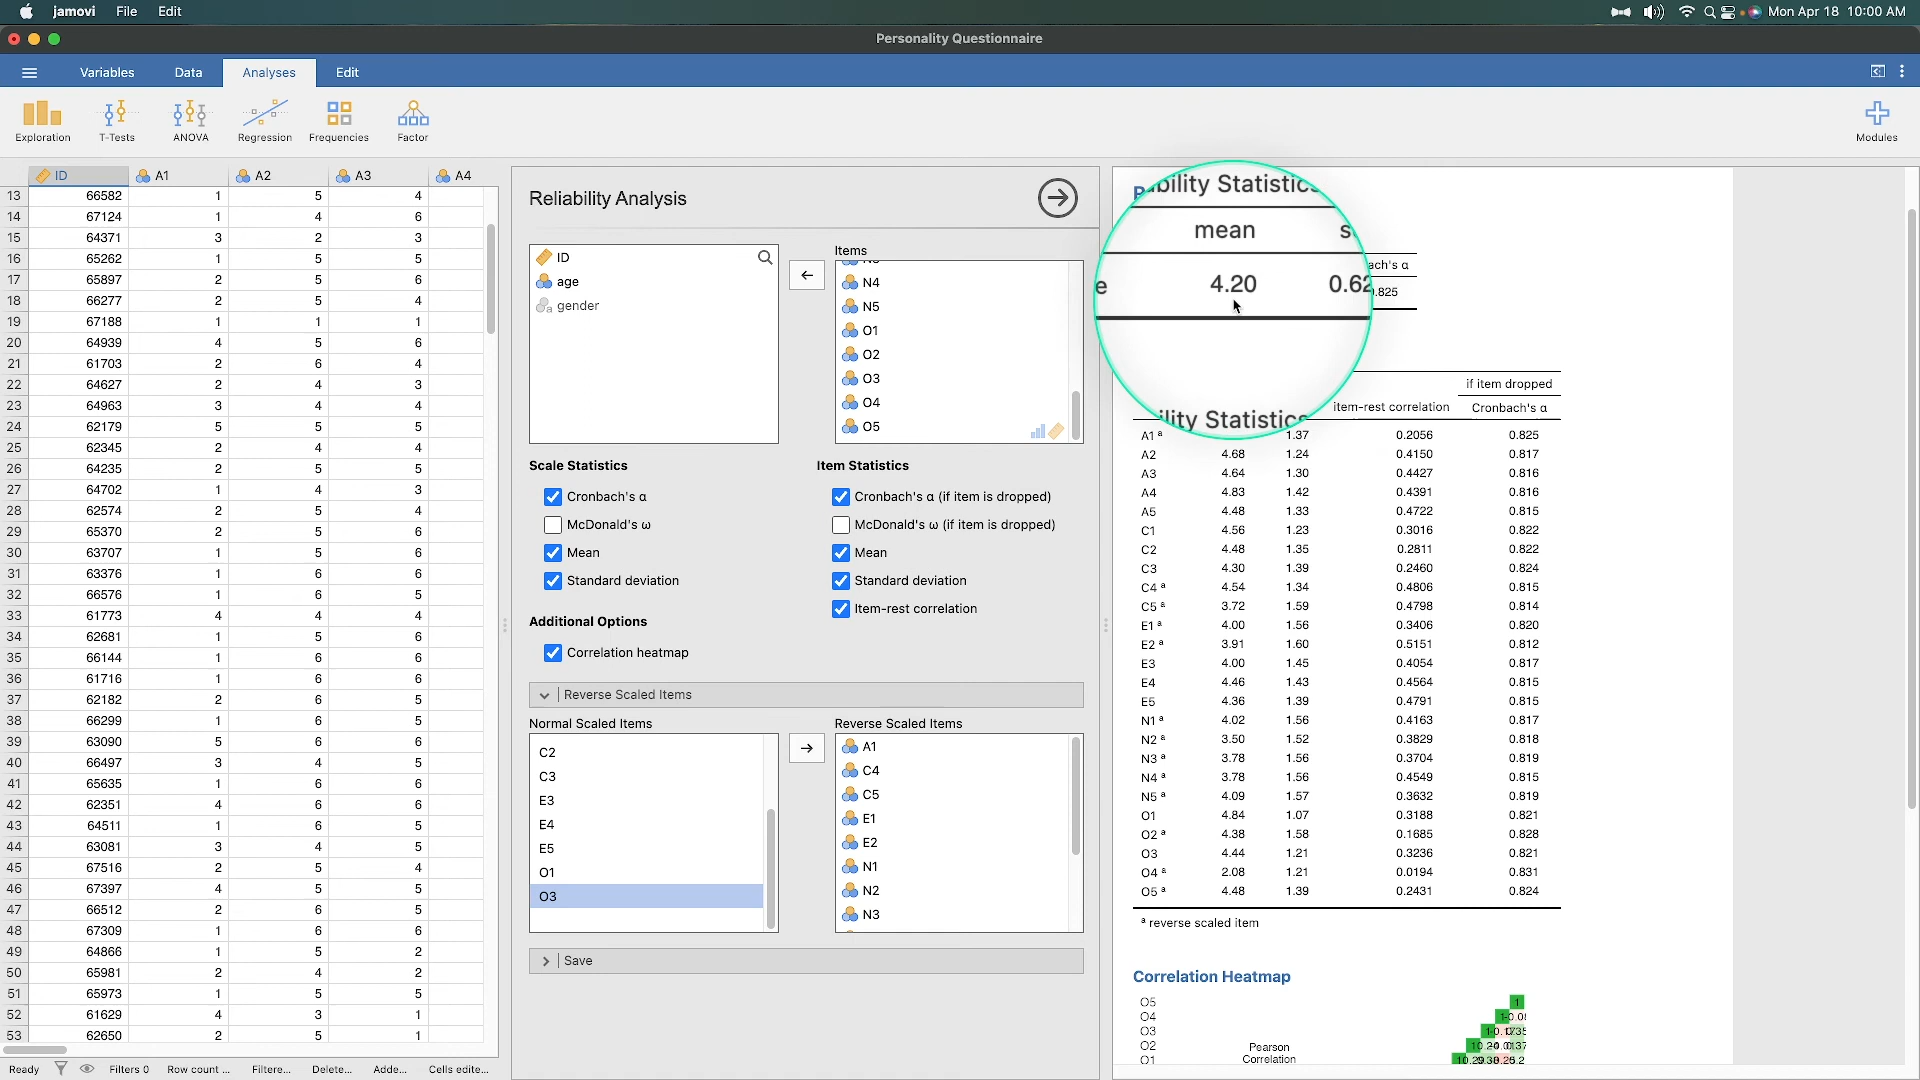 jamovi File Edit Mon Apr 18 10:00 AM
Personality Questionnaire
Variables Data Analyses Edit
Exploration T-Tests ANOVA Regression Frequencies Factor Modules
ID A1 A2 A3 A4
13 66582 1 5 4
14 67124 1 4 6
15 64371 3 2 3
16 65262 1 5 5
17 65897 2 5 6
18 66277 2 5 4
19 67188 1 1 1
20 64939 4 5 6
21 61703 2 6 4
22 64627 2 4 3
23 64963 3 4 4
24 62179 5 5 5
25 62345 2 4 4
26 64235 2 5 5
27 64702 1 4 3
28 62574 2 5 4
29 65370 2 5 6
30 63707 1 5 6
31 63376 1 6 6
32 66576 1 6 5
33 61773 4 4 4
34 62681 1 5 6
35 66144 1 6 6
36 61716 1 6 6
37 62182 2 6 5
38 66299 1 6 5
39 63090 5 6 6
40 66497 3 4 5
41 65635 1 6 6
42 62351 4 6 6
43 64511 1 6 5
44 63081 3 4 5
45 67516 2 5 4
46 67397 4 5 5
47 66512 2 6 5
48 67309 1 6 6
49 64866 1 5 2
50 65981 2 4 2
51 65973 1 5 5
52 61629 4 3 1
53 62650 2 5 1
Ready Filters 0 Row count ... Filtere... Delete... Adde... Cells edite...
Reliability Analysis
ID
age
gender
Items
N4
N5
O1
O2
O3
O4
O5
Scale Statistics
Cronbach's α
McDonald's ω
Mean
Standard deviation
Additional Options
Correlation heatmap
Item Statistics
Cronbach's α (if item is dropped)
McDonald's ω (if item is dropped)
Mean
Standard deviation
Item-rest correlation
Reverse Scaled Items
Normal Scaled Items
C2
C3
E3
E4
E5
O1
O3
Reverse Scaled Items
A1
C4
C5
E1
E2
N1
N2
N3
Save
bility Statistics
mean s
ach's α
e 4.20 0.62 .825
ility Statistics
if item dropped
item-rest correlation Cronbach's α
A1 ᵃ 1.37 0.2056 0.825
A2 4.68 1.24 0.4150 0.817
A3 4.64 1.30 0.4427 0.816
A4 4.83 1.42 0.4391 0.816
A5 4.48 1.33 0.4722 0.815
C1 4.56 1.23 0.3016 0.822
C2 4.48 1.35 0.2811 0.822
C3 4.30 1.39 0.2460 0.824
C4 ᵃ 4.54 1.34 0.4806 0.815
C5 ᵃ 3.72 1.59 0.4798 0.814
E1 ᵃ 4.00 1.56 0.3406 0.820
E2 ᵃ 3.91 1.60 0.5151 0.812
E3 4.00 1.45 0.4054 0.817
E4 4.46 1.43 0.4564 0.815
E5 4.36 1.39 0.4791 0.815
N1 ᵃ 4.02 1.56 0.4163 0.817
N2 ᵃ 3.50 1.52 0.3829 0.818
N3 ᵃ 3.78 1.56 0.3704 0.819
N4 ᵃ 3.78 1.56 0.4549 0.815
N5 ᵃ 4.09 1.57 0.3632 0.819
O1 4.84 1.07 0.3188 0.821
O2 ᵃ 4.38 1.58 0.1685 0.828
O3 4.44 1.21 0.3236 0.821
O4 ᵃ 2.08 1.21 0.0194 0.831
O5 ᵃ 4.48 1.39 0.2431 0.824
ᵃ reverse scaled item
Correlation Heatmap
O5 1
O4
O3
O2
O1
Pearson
Correlation